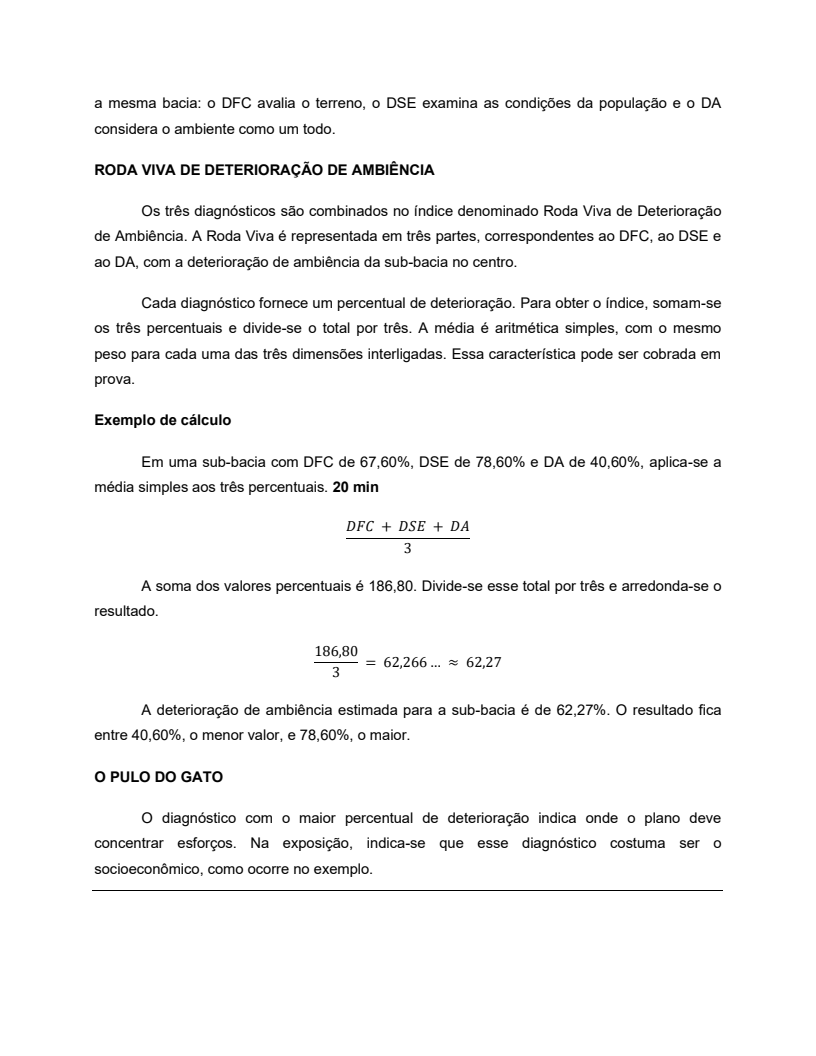 a mesma bacia: o DFC avalia o terreno, o DSE examina as condições da população e o DA
considera o ambiente como um todo.
RODA VIVA DE DETERIORAÇÃO DE AMBIÊNCIA
Os três diagnósticos são combinados no índice denominado Roda Viva de Deterioração
de Ambiência. A Roda Viva é representada em três partes, correspondentes ao DFC, ao DSE e
ao DA, com a deterioração de ambiência da sub-bacia no centro.
Cada diagnóstico fornece um percentual de deterioração. Para obter o índice, somam-se
os três percentuais e divide-se o total por três. A média é aritmética simples, com o mesmo
peso para cada uma das três dimensões interligadas. Essa característica pode ser cobrada em
prova.
Exemplo de cálculo
Em uma sub-bacia com DFC de 67,60%, DSE de 78,60% e DA de 40,60%, aplica-se a
média simples aos três percentuais. 20 min
DFC + DSE + DA
3
A soma dos valores percentuais é 186,80. Divide-se esse total por três e arredonda-se o
resultado.
186,80
3
= 62,266 … ≈ 62,27
A deterioração de ambiência estimada para a sub-bacia é de 62,27%. O resultado fica
entre 40,60%, o menor valor, e 78,60%, o maior.
O PULO DO GATO
O diagnóstico com o maior percentual de deterioração indica onde o plano deve
concentrar esforços. Na exposição, indica-se que esse diagnóstico costuma ser o
socioeconômico, como ocorre no exemplo.